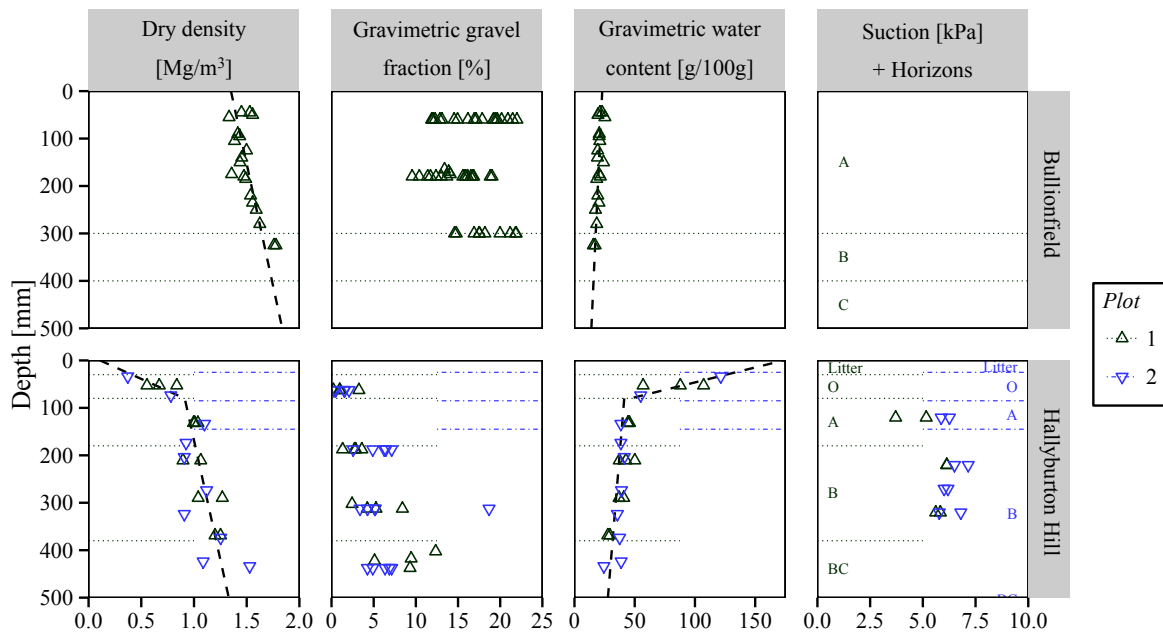 Dry density
[Mg/m³]
Gravimetric gravel
fraction [%]
Gravimetric water
content [g/100g]
Suction [kPa]
+ Horizons
Depth [mm]
0
100
200
300
400
500
A
B
C
Bullionfield
0
100
200
300
400
500
Litter
O
A
B
BC
Litter
O
A
B
Hallyburton Hill
0.0 0.5 1.0 1.5 2.0
0 5 10 15 20 25
0 50 100 150
0.0 2.5 5.0 7.5 10.0
Plot
1
2